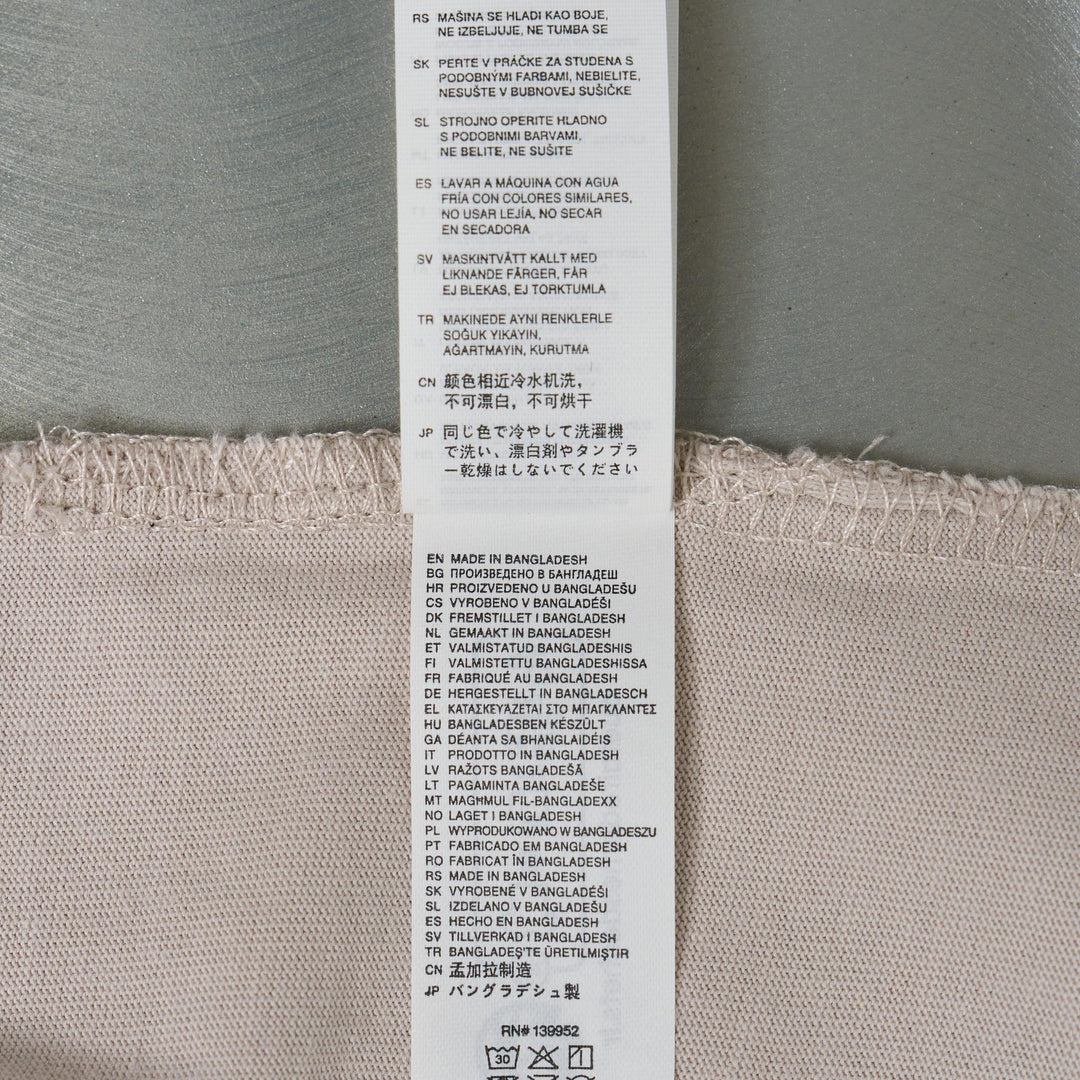 RS MAŠINA SE HLADI KAO BOJE,
NE IZBELJUJE, NE TUMBA SE
SK PERTE V PRÁČKE ZA STUDENA S
PODOBNÝMI FARBAMI, NEBIELITE,
NESUŠTE V BUBNOVEJ SUŠIČKE
SL STROJNO OPERITE HLADNO
S PODOBNIMI BARVAMI,
NE BELITE, NE SUŠITE
ES LAVAR A MÁQUINA CON AGUA
FRÍA CON COLORES SIMILARES,
NO USAR LEJÍA, NO SECAR
EN SECADORA
SV MASKINTVÄTT KALLT MED
LIKNANDE FÄRGER, FÅR
EJ BLEKAS, EJ TORKTUMLA
TR MAKINEDE AYNI RENKLERLE
SOĞUK YIKAYIN,
AĞARTMAYIN, KURUTMA
CN 颜色相近冷水机洗，
不可漂白，不可烘干
JP 同じ色で冷やして洗濯機
で洗い、漂白剤やタンブラ
ー乾燥はしないでください
EN MADE IN BANGLADESH
BG ПРОИЗВЕДЕНО В БАНГЛАДЕШ
HR PROIZVEDENO U BANGLADEŠU
CS VYROBENO V BANGLADÉŠI
DK FREMSTILLET I BANGLADESH
NL GEMAAKT IN BANGLADESH
ET VALMISTATUD BANGLADESHIS
FI VALMISTETTU BANGLADESHISSA
FR FABRIQUÉ AU BANGLADESH
DE HERGESTELLT IN BANGLADESCH
EL ΚΑΤΑΣΚΕΥΆΖΕΤΑΙ ΣΤΟ ΜΠΑΓΚΛΑΝΤΈΣ
HU BANGLADESBEN KÉSZÜLT
GA DÉANTA SA BHANGLAIDÉIS
IT PRODOTTO IN BANGLADESH
LV RAŽOTS BANGLADEŠĀ
LT PAGAMINTA BANGLADEŠE
MT MAGĦMUL FIL-BANGLADEXX
NO LAGET I BANGLADESH
PL WYPRODUKOWANO W BANGLADESZU
PT FABRICADO EM BANGLADESH
RO FABRICAT ÎN BANGLADESH
RS MADE IN BANGLADESH
SK VYROBENÉ V BANGLADÉŠI
SL IZDELANO V BANGLADEŠU
ES HECHO EN BANGLADESH
SV TILLVERKAD I BANGLADESH
TR BANGLADEŞ'TE ÜRETILMIŞTIR
CN 孟加拉制造
JP バングラデシュ製
RN# 139952
30